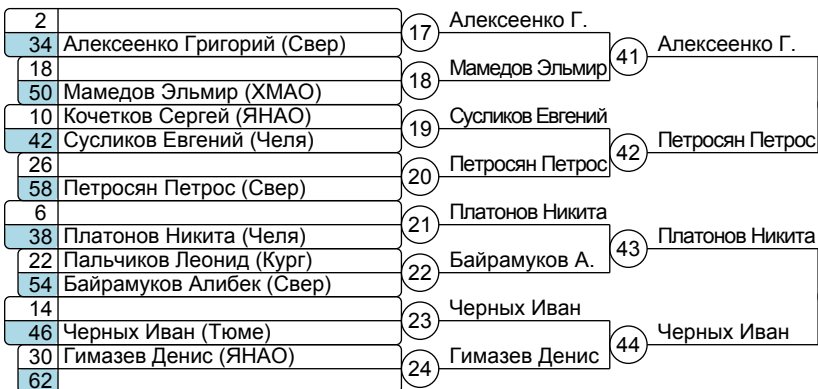 2
34 Алексеенко Григорий (Свер)
18
50 Мамедов Эльмир (ХМАО)
10 Кочетков Сергей (ЯНАО)
42 Сусликов Евгений (Челя)
26
58 Петросян Петрос (Свер)
6
38 Платонов Никита (Челя)
22 Пальчиков Леонид (Кург)
54 Байрамуков Алибек (Свер)
14
46 Черных Иван (Тюме)
30 Гимазев Денис (ЯНАО)
62
17 Алексеенко Г.
18 Мамедов Эльмир
19 Сусликов Евгений
20 Петросян Петрос
21 Платонов Никита
22 Байрамуков А.
23 Черных Иван
24 Гимазев Денис
41 Алексеенко Г.
42 Петросян Петрос
43 Платонов Никита
44 Черных Иван